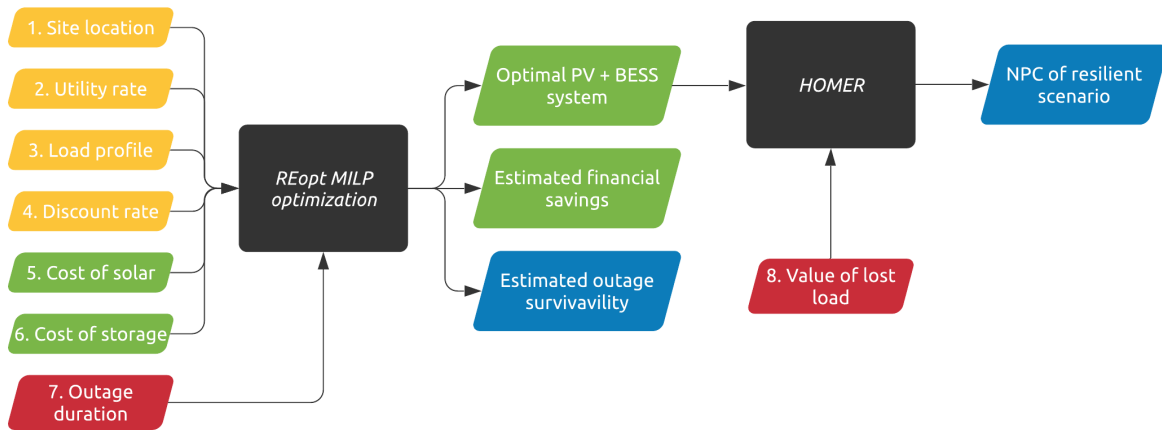 1. Site location
2. Utility rate
3. Load profile
4. Discount rate
5. Cost of solar
6. Cost of storage
7. Outage
duration
REopt MILP
optimization
Optimal PV + BESS
system
Estimated financial
savings
Estimated outage
survavility
HOMER
8. Value of lost
load
NPC of resilient
scenario